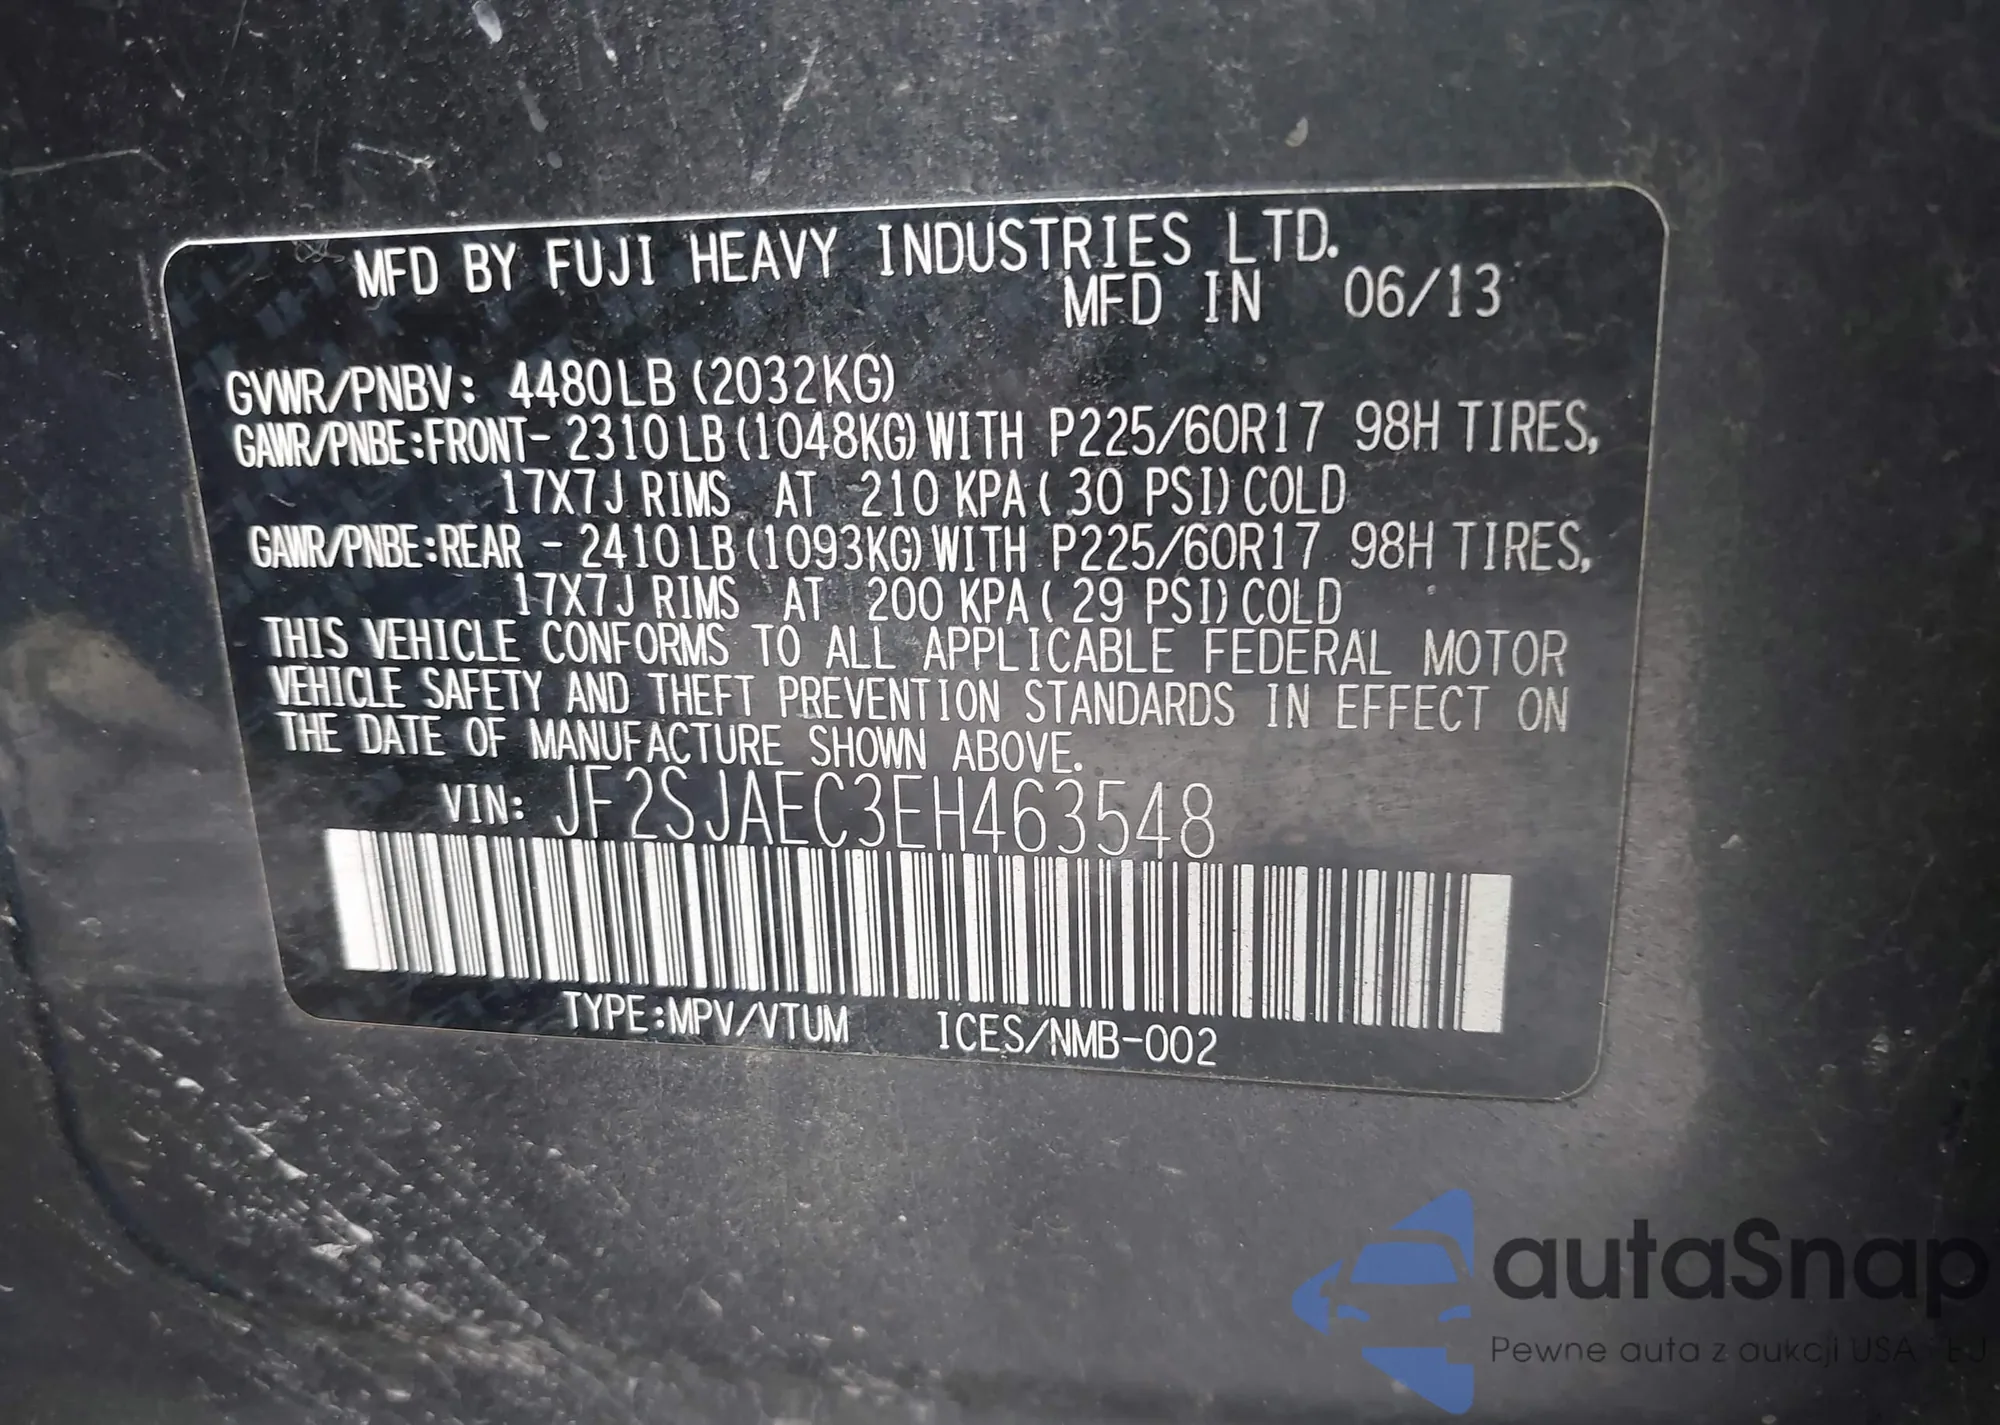 MFD BY FUJI HEAVY INDUSTRIES LTD.
MFD IN 06/13
GVWR/PNBV: 4480LB (2032KG)
GAWR/PNBE:FRONT- 2310LB (1048KG) WITH P225/60R17 98H TIRES,
17X7J RIMS AT 210 KPA ( 30 PSI) COLD
GAWR/PNBE:REAR - 2410LB (1093KG) WITH P225/60R17 98H TIRES,
17X7J RIMS AT 200 KPA ( 29 PSI) COLD
THIS VEHICLE CONFORMS TO ALL APPLICABLE FEDERAL MOTOR
VEHICLE SAFETY AND THEFT PREVENTION STANDARDS IN EFFECT ON
THE DATE OF MANUFACTURE SHOWN ABOVE.
VIN: JF2SJAEC3EH463548
TYPE:MPV/VTUM ICES/NMB-002
autaSnap
Pewne auta z aukcji USA